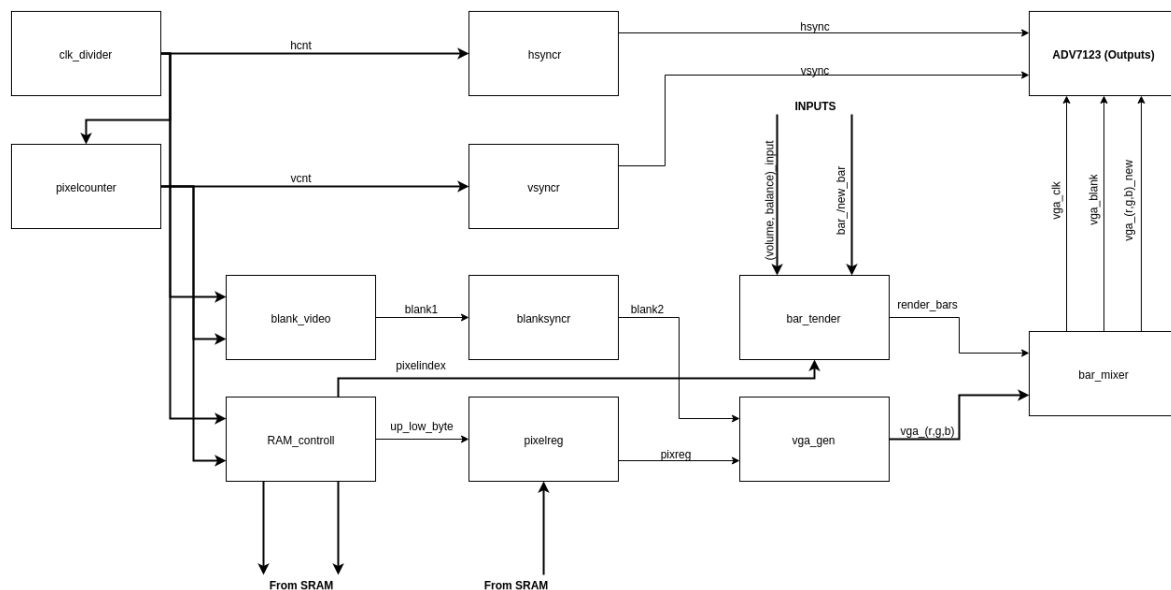 hsync
clk_divider
hcnt
hsyncr
ADV7123 (Outputs)
vsync
INPUTS
pixelcounter
vcnt
vsyncr
(volume, balance)_input
bar_/new_bar
vga_clk
vga_blank
vga_(r,g,b)_new
blank_video
blank1
blanksyncr
blank2
bar_tender
render_bars
pixelindex
bar_mixer
RAM_controll
up_low_byte
pixelreg
pixreg
vga_gen
vga_(r,g,b)
From SRAM
From SRAM